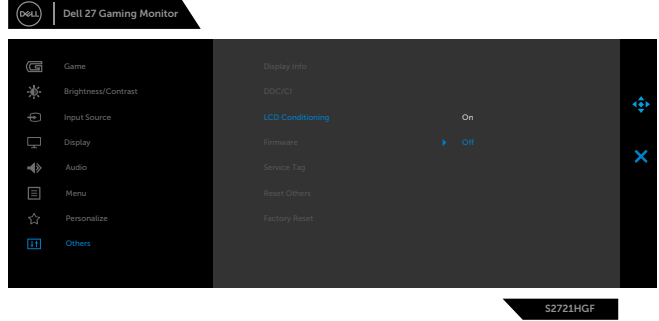 DELL
Dell 27 Gaming Monitor
Game
Display Info
Brightness/Contrast
DDC/CI
Input Source
LCD Conditioning
On
Display
Firmware
Off
Audio
Service Tag
Menu
Reset Others
Personalize
Factory Reset
Others
S2721HGF